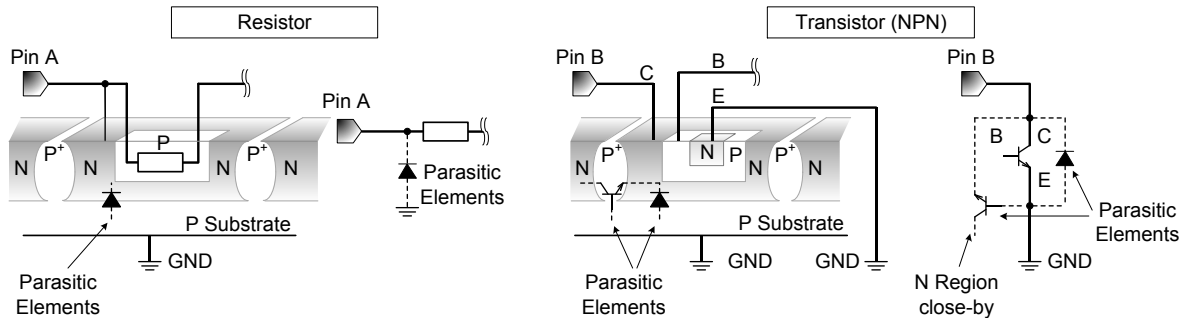 Resistor
Pin A
N
P+
N
P
P+
N
N
P Substrate
GND
Parasitic
Elements
Pin A
Parasitic
Elements
Transistor (NPN)
Pin B
C
B
E
N
P+
N
N
P
P+
N
N
P Substrate
GND
GND
Parasitic
Elements
Pin B
B
C
E
Parasitic
Elements
GND
N Region
close-by